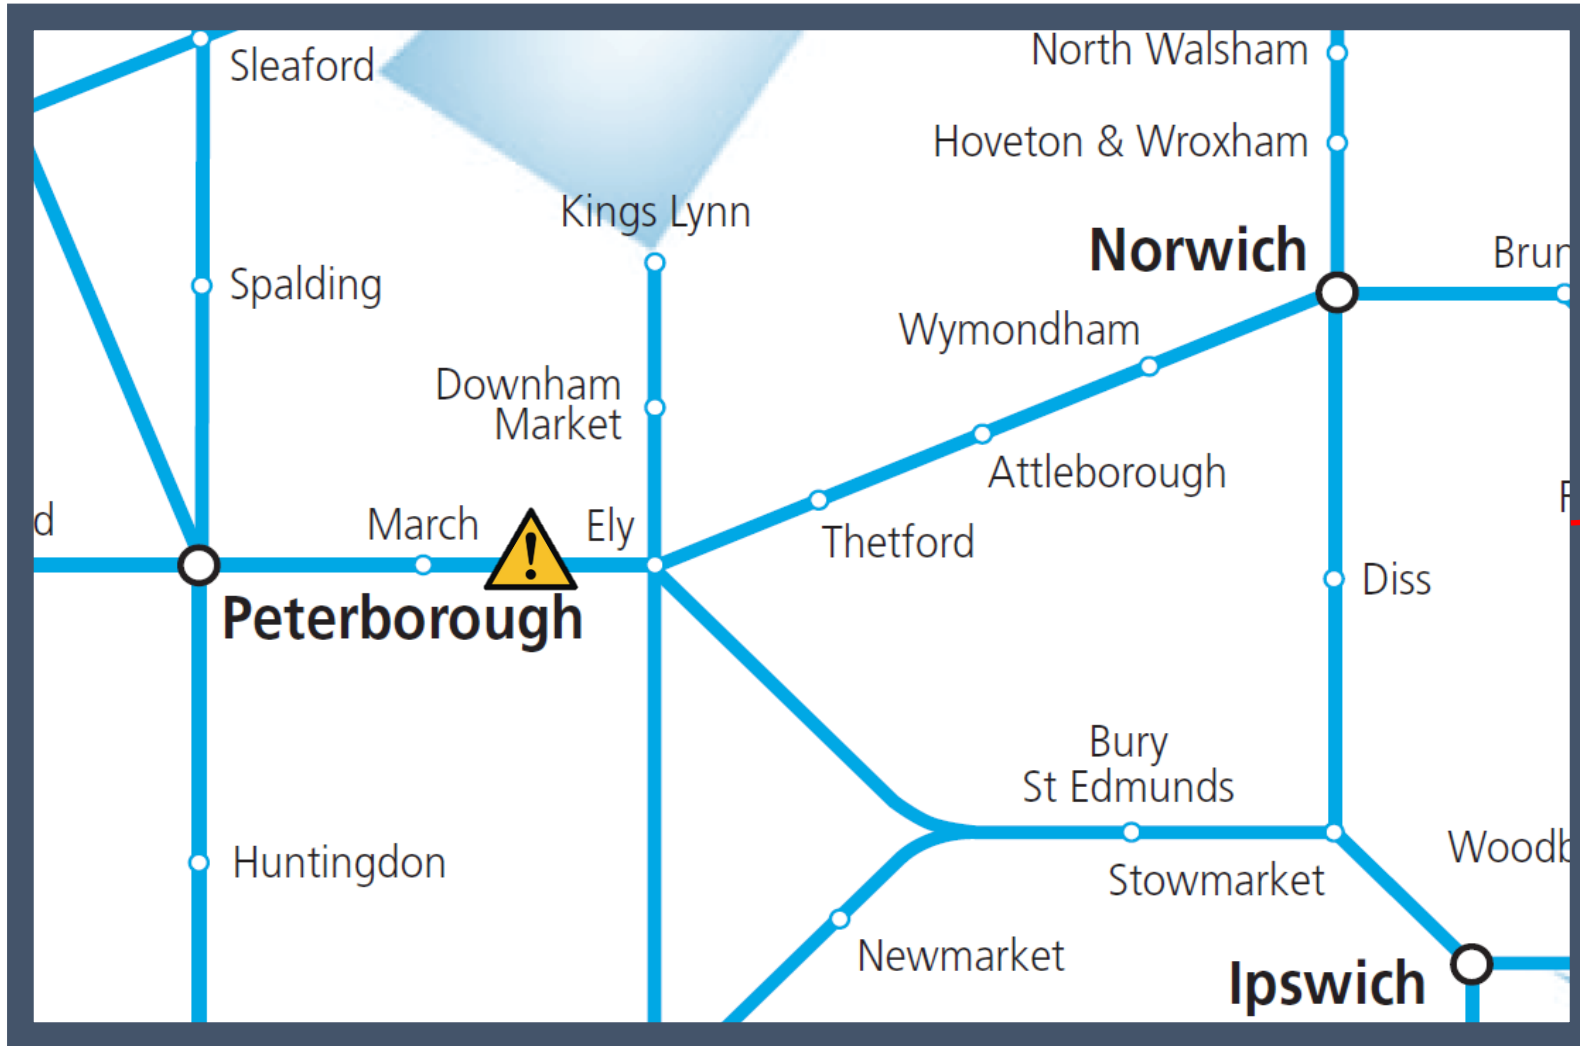 Sleaford
North Walsham
Hoveton & Wroxham
Kings Lynn
Norwich
Spalding
Wymondham
Downham
Market
Attleborough
March
Ely
Thetford
Diss
Peterborough
Bury
St Edmunds
Huntingdon
Stowmarket
Newmarket
Ipswich